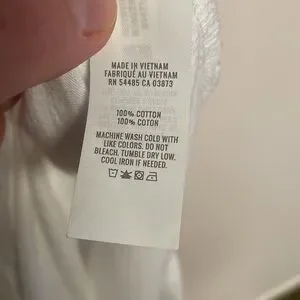 MADE IN VIETNAM
FABRIQUÉ AU VIETNAM
RN 54485 CA 03873
100% COTTON
100% COTON
MACHINE WASH COLD WITH
LIKE COLORS. DO NOT
BLEACH. TUMBLE DRY LOW.
COOL IRON IF NEEDED.